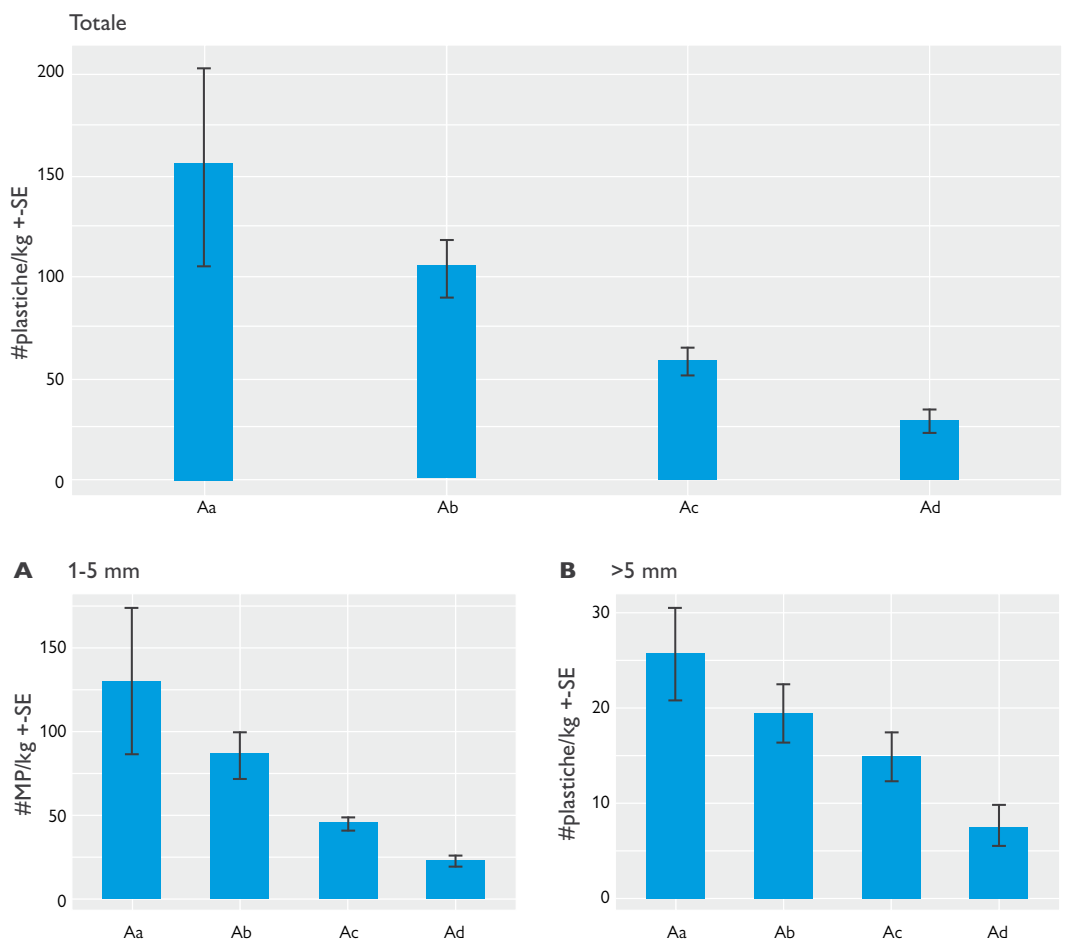 Totale
#plastiche/kg +-SE
200
150
100
50
0
Aa Ab Ac Ad
A 1-5 mm
#MP/kg +-SE
150
100
50
0
Aa Ab Ac Ad
B >5 mm
#plastiche/kg +-SE
30
20
10
0
Aa Ab Ac Ad